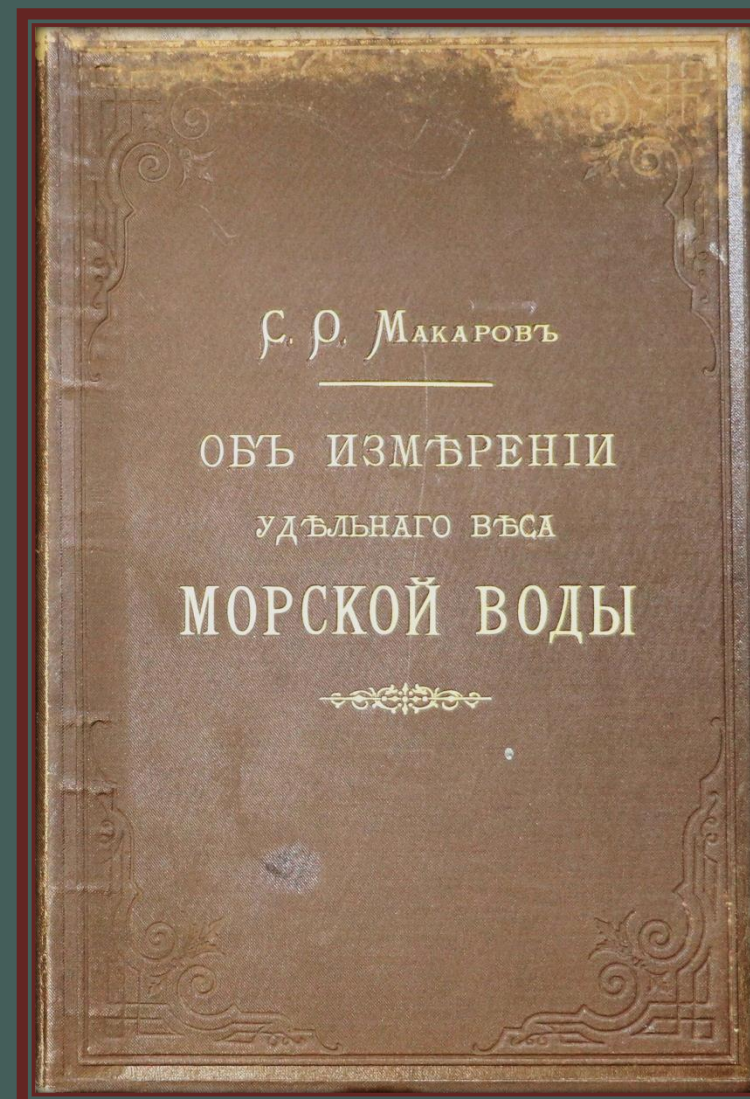 С. О. Макаровъ
ОБЪ ИЗМѢРЕНІИ
УДѢЛЬНАГО ВѢСА
МОРСКОЙ ВОДЫ